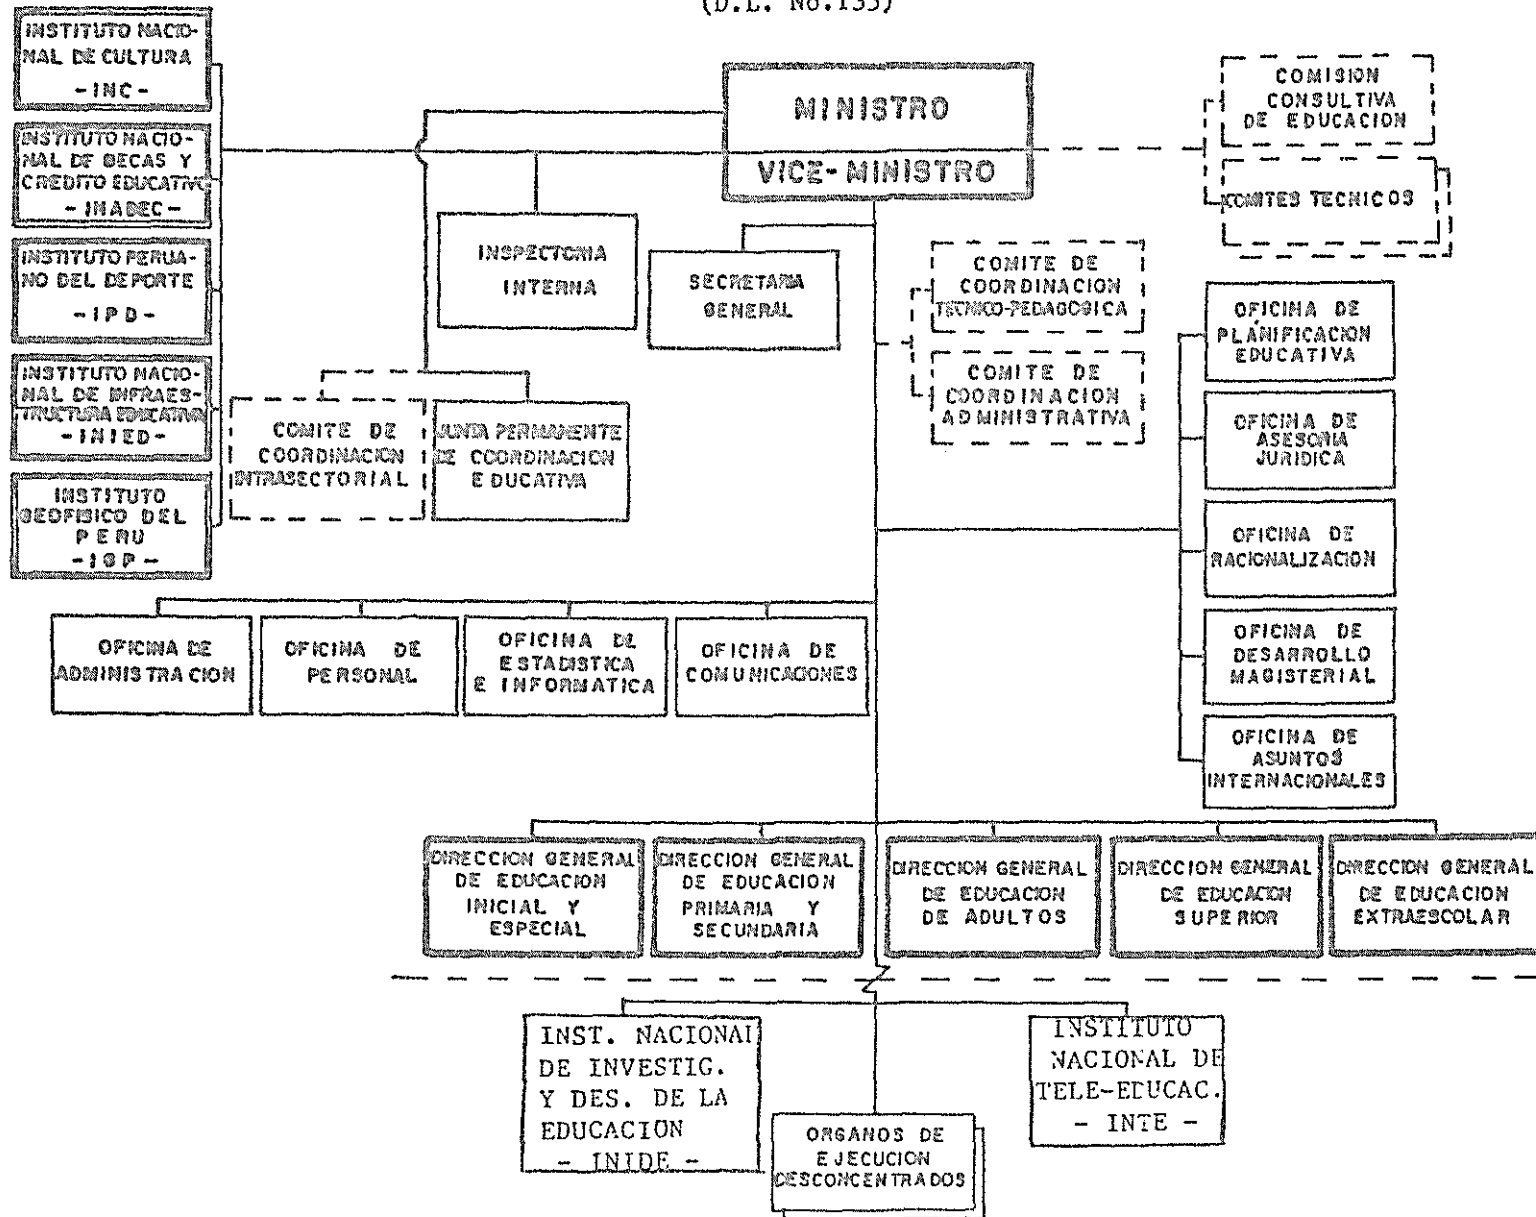 (D.L. No.135)
INSTITUTO NACIO-
NAL DE CULTURA
- INC -
INSTITUTO NACIO-
NAL DE BECAS Y
CREDITO EDUCATIVO
- INABEC -
INSTITUTO PERUA-
NO DEL DEPORTE
- IPD -
INSTITUTO NACIO-
NAL DE INFRAES-
TRUCTURA EDUCATIVA
- INIED -
INSTITUTO
GEOFISICO DEL
PERU
- IGP -
MINISTRO
VICE-MINISTRO
COMISION
CONSULTIVA
DE EDUCACION
COMITES TECNICOS
INSPECTORIA
INTERNA
SECRETARIA
GENERAL
COMITE DE
COORDINACION
TECNICO-PEDAGOGICA
COMITE DE
COORDINACION
ADMINISTRATIVA
OFICINA DE
PLANIFICACION
EDUCATIVA
OFICINA DE
ASESORIA
JURIDICA
OFICINA DE
RACIONALIZACION
OFICINA DE
DESARROLLO
MAGISTERIAL
OFICINA DE
ASUNTOS
INTERNACIONALES
COMITE DE
COORDINACION
INTRASECTORIAL
JUNTA PERMANENTE
DE COORDINACION
EDUCATIVA
OFICINA DE
ADMINISTRACION
OFICINA DE
PERSONAL
OFICINA DE
ESTADISTICA
E INFORMATICA
OFICINA DE
COMUNICACIONES
DIRECCION GENERAL
DE EDUCACION
INICIAL Y
ESPECIAL
DIRECCION GENERAL
DE EDUCACION
PRIMARIA Y
SECUNDARIA
DIRECCION GENERAL
DE EDUCACION
DE ADULTOS
DIRECCION GENERAL
DE EDUCACION
SUPERIOR
DIRECCION GENERAL
DE EDUCACION
EXTRAESCOLAR
INST. NACIONAL
DE INVESTIG.
Y DES. DE LA
EDUCACION
- INIDE -
ORGANOS DE
EJECUCION
DESCONCENTRADOS
INSTITUTO
NACIONAL DE
TELE-EDUCAC.
- INTE -